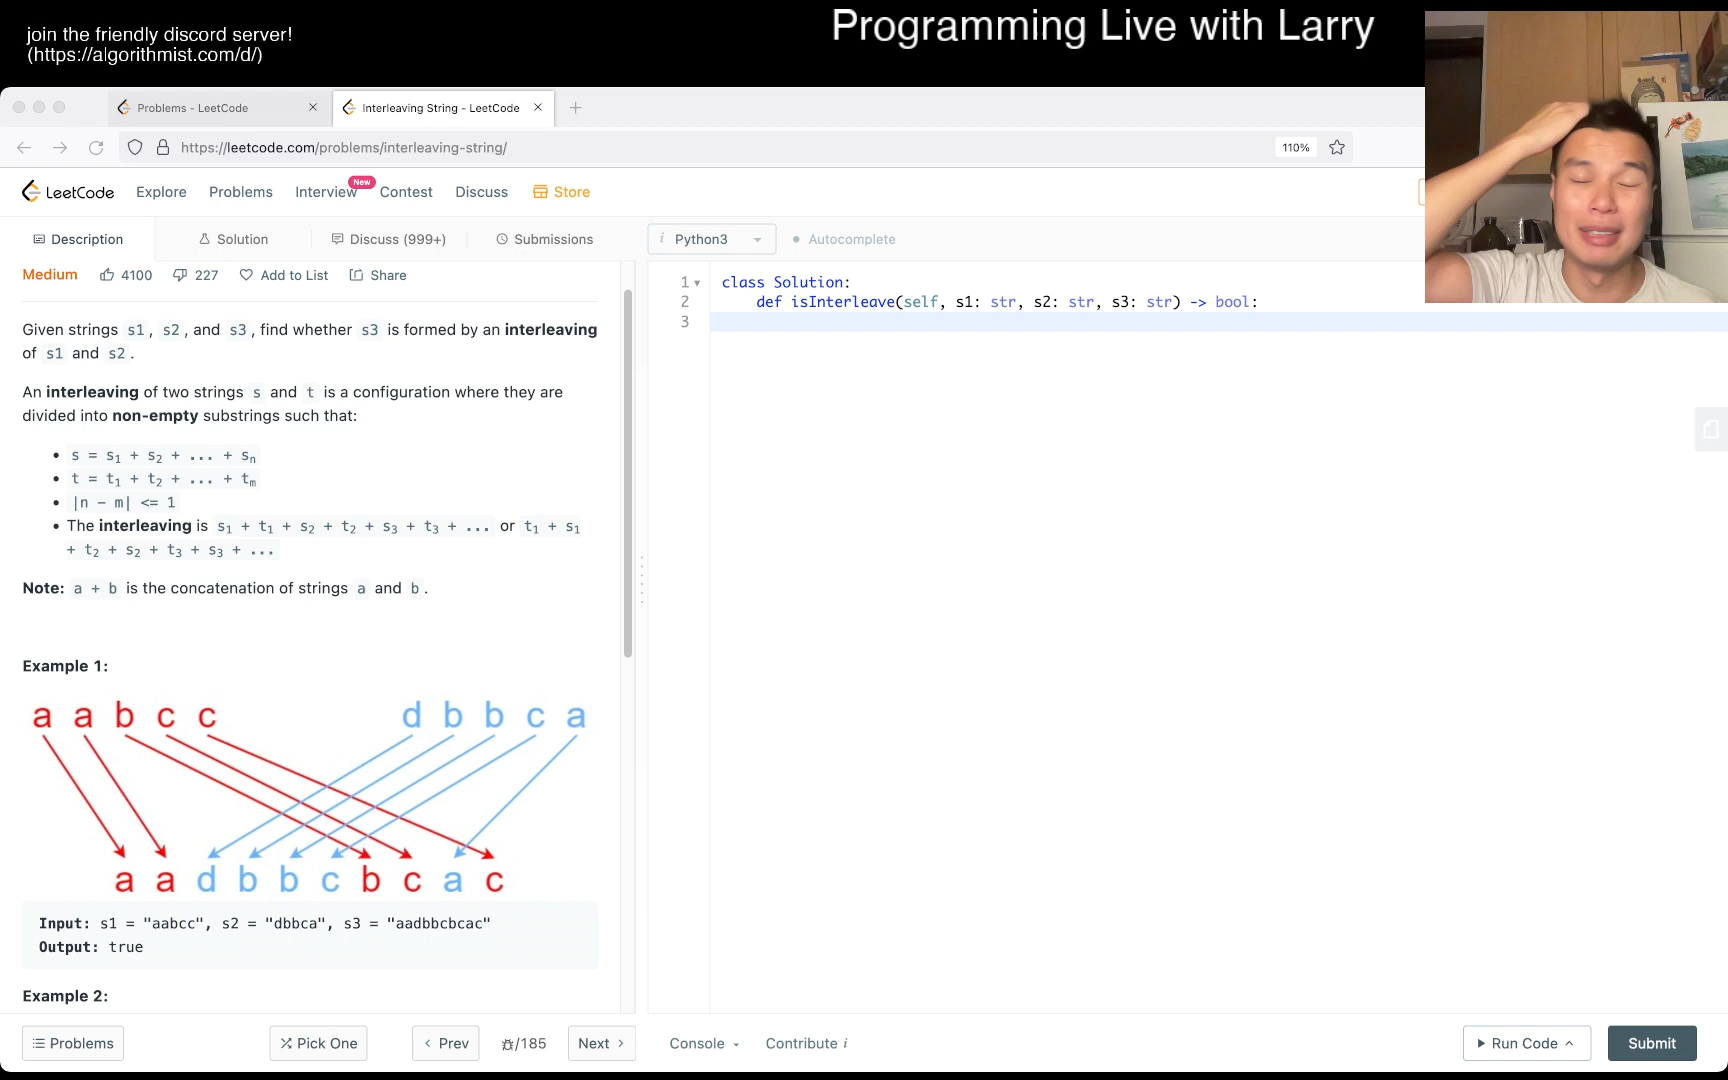 join the friendly discord server!
(https://algorithmist.com/d/)
Programming Live with Larry
Problems - LeetCode
Interleaving String - LeetCode
https://leetcode.com/problems/interleaving-string/
110%
LeetCode
Explore
Problems
Interview
New
Contest
Discuss
Store
Description
Solution
Discuss (999+)
Submissions
i Python3
Autocomplete
Medium
4100
227
Add to List
Share
Given strings s1, s2, and s3, find whether s3 is formed by an interleaving
of s1 and s2.
An interleaving of two strings s and t is a configuration where they are
divided into non-empty substrings such that:
• s = s1 + s2 + ... + sn
• t = t1 + t2 + ... + tm
• |n - m| <= 1
• The interleaving is s1 + t1 + s2 + t2 + s3 + t3 + ... or t1 + s1
+ t2 + s2 + t3 + s3 + ...
Note: a + b is the concatenation of strings a and b.
Example 1:
a a b c c
d b b c a
a a d b b c b c a c
Input: s1 = "aabcc", s2 = "dbbca", s3 = "aadbbcbcac"
Output: true
Example 2:
1
2
3
class Solution:
def isInterleave(self, s1: str, s2: str, s3: str) -> bool:
Problems
Pick One
Prev
/185
Next
Console
Contribute i
Run Code
Submit